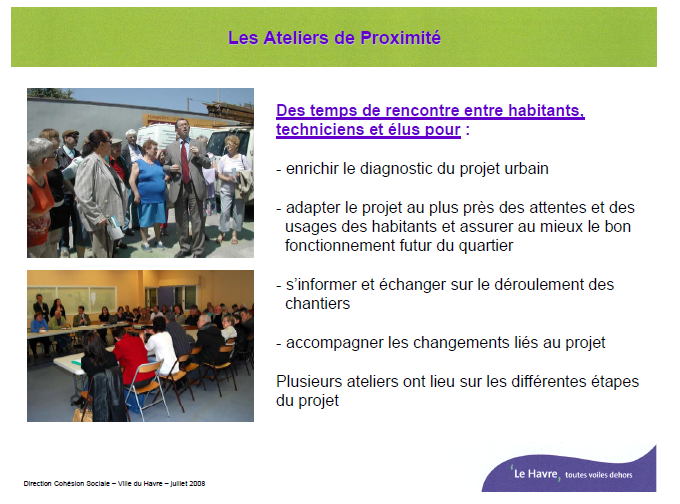 Les Ateliers de Proximité
Des temps de rencontre entre habitants,
techniciens et élus pour :
- enrichir le diagnostic du projet urbain
- adapter le projet au plus près des attentes et des
usages des habitants et assurer au mieux le bon
fonctionnement futur du quartier
- s'informer et échanger sur le déroulement des
chantiers
- accompagner les changements liés au projet
Plusieurs ateliers ont lieu sur les différentes étapes
du projet
Le Havre, toutes voiles dehors
Direction Cohésion Sociale – Ville du Havre – juillet 2008